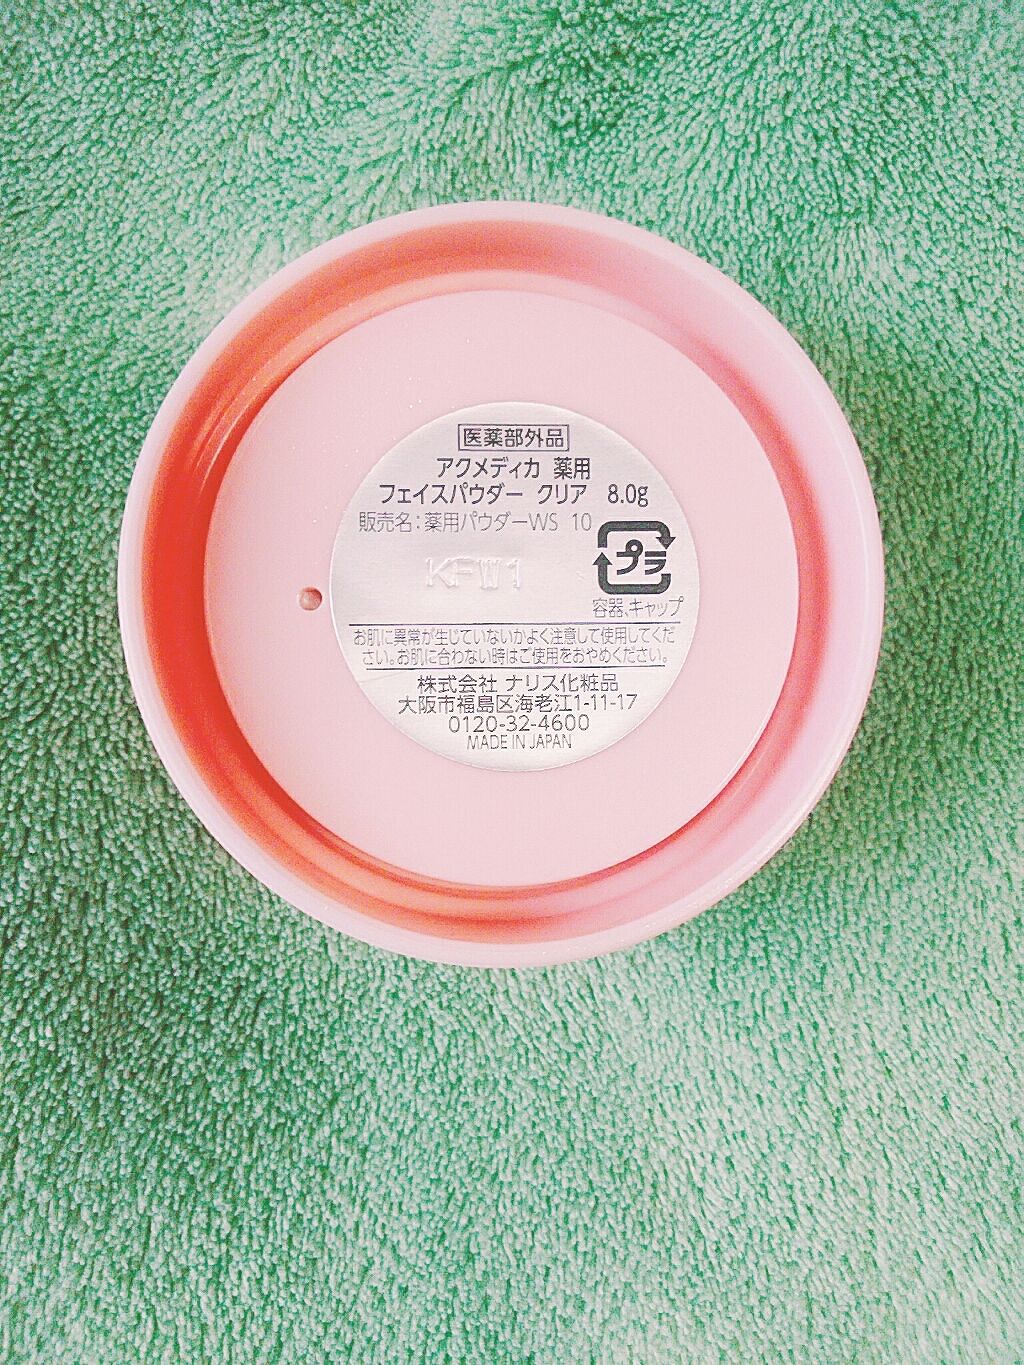 医薬部外品
アクメディカ 薬用
フェイスパウダー クリア 8.0g
販売名:薬用パウダーWS 10
プラ
KFW1
容器、キャップ
お肌に異常が生じていないかよく注意して使用してくだ
さい。お肌に合わない時はご使用をおやめください。
株式会社 ナリス化粧品
大阪市福島区海老江1-11-17
0120-32-4600
MADE IN JAPAN